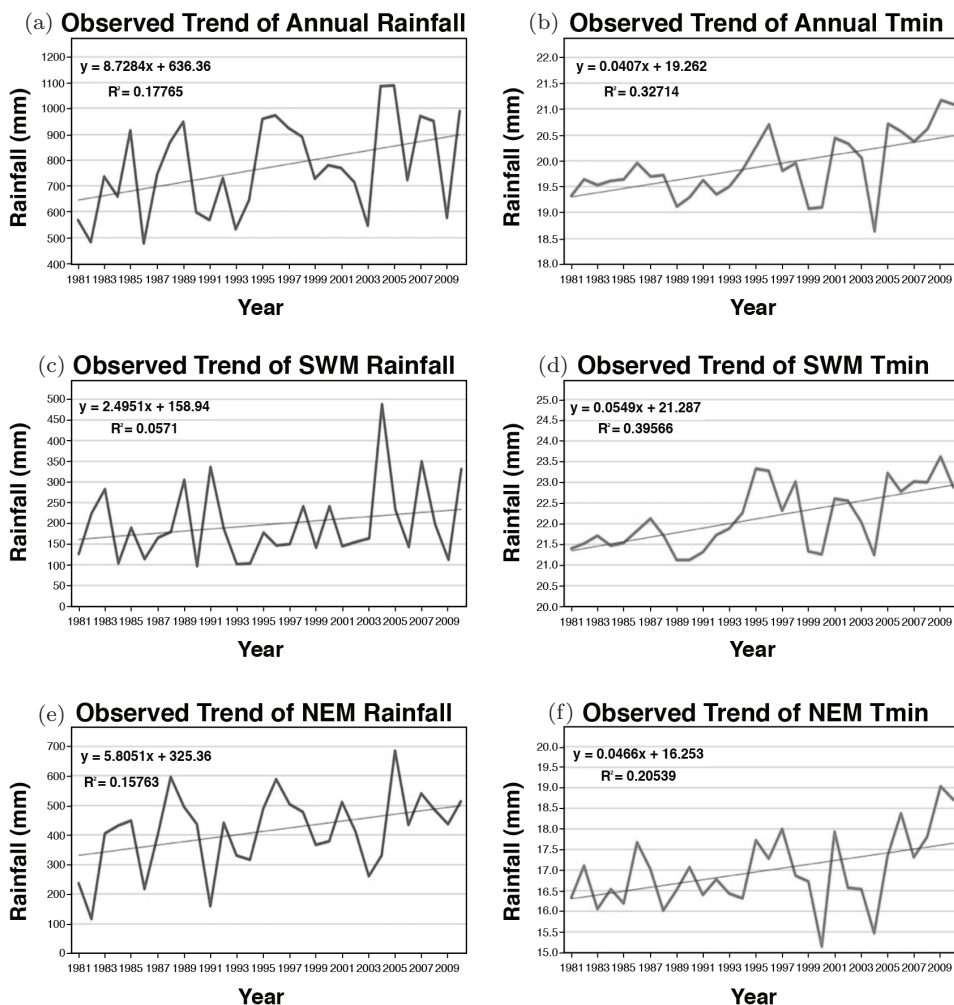 (a) Observed Trend of Annual Rainfall
y = 8.7284x + 636.36
R² = 0.17765
Rainfall (mm)
1200
1100
1000
900
800
700
600
500
400
1981 1983 1985 1987 1989 1991 1993 1995 1997 1999 2001 2003 2005 2007 2009
Year
(b) Observed Trend of Annual Tmin
y = 0.0407x + 19.262
R² = 0.32714
Rainfall (mm)
22.0
21.5
21.0
20.5
20.0
19.5
19.0
18.5
18.0
1981 1983 1985 1987 1989 1991 1993 1995 1997 1999 2001 2003 2005 2007 2009
Year
(c) Observed Trend of SWM Rainfall
y = 2.4951x + 158.94
R² = 0.0571
Rainfall (mm)
500
450
400
350
300
250
200
150
100
50
0
1981 1983 1985 1987 1989 1991 1993 1995 1997 1999 2001 2003 2005 2007 2009
Year
(d) Observed Trend of SWM Tmin
y = 0.0549x + 21.287
R² = 0.39566
Rainfall (mm)
25.0
24.5
24.0
23.5
23.0
22.5
22.0
21.5
21.0
20.5
20.0
1981 1983 1985 1987 1989 1991 1993 1995 1997 1999 2001 2003 2005 2007 2009
Year
(e) Observed Trend of NEM Rainfall
y = 5.8051x + 325.36
R² = 0.15763
Rainfall (mm)
700
600
500
400
300
200
100
0
1981 1983 1985 1987 1989 1991 1993 1995 1997 1999 2001 2003 2005 2007 2009
Year
(f) Observed Trend of NEM Tmin
y = 0.0466x + 16.253
R² = 0.20539
Rainfall (mm)
20.0
19.5
19.0
18.5
18.0
17.5
17.0
16.5
16.0
15.5
15.0
1981 1983 1985 1987 1989 1991 1993 1995 1997 1999 2001 2003 2005 2007 2009
Year